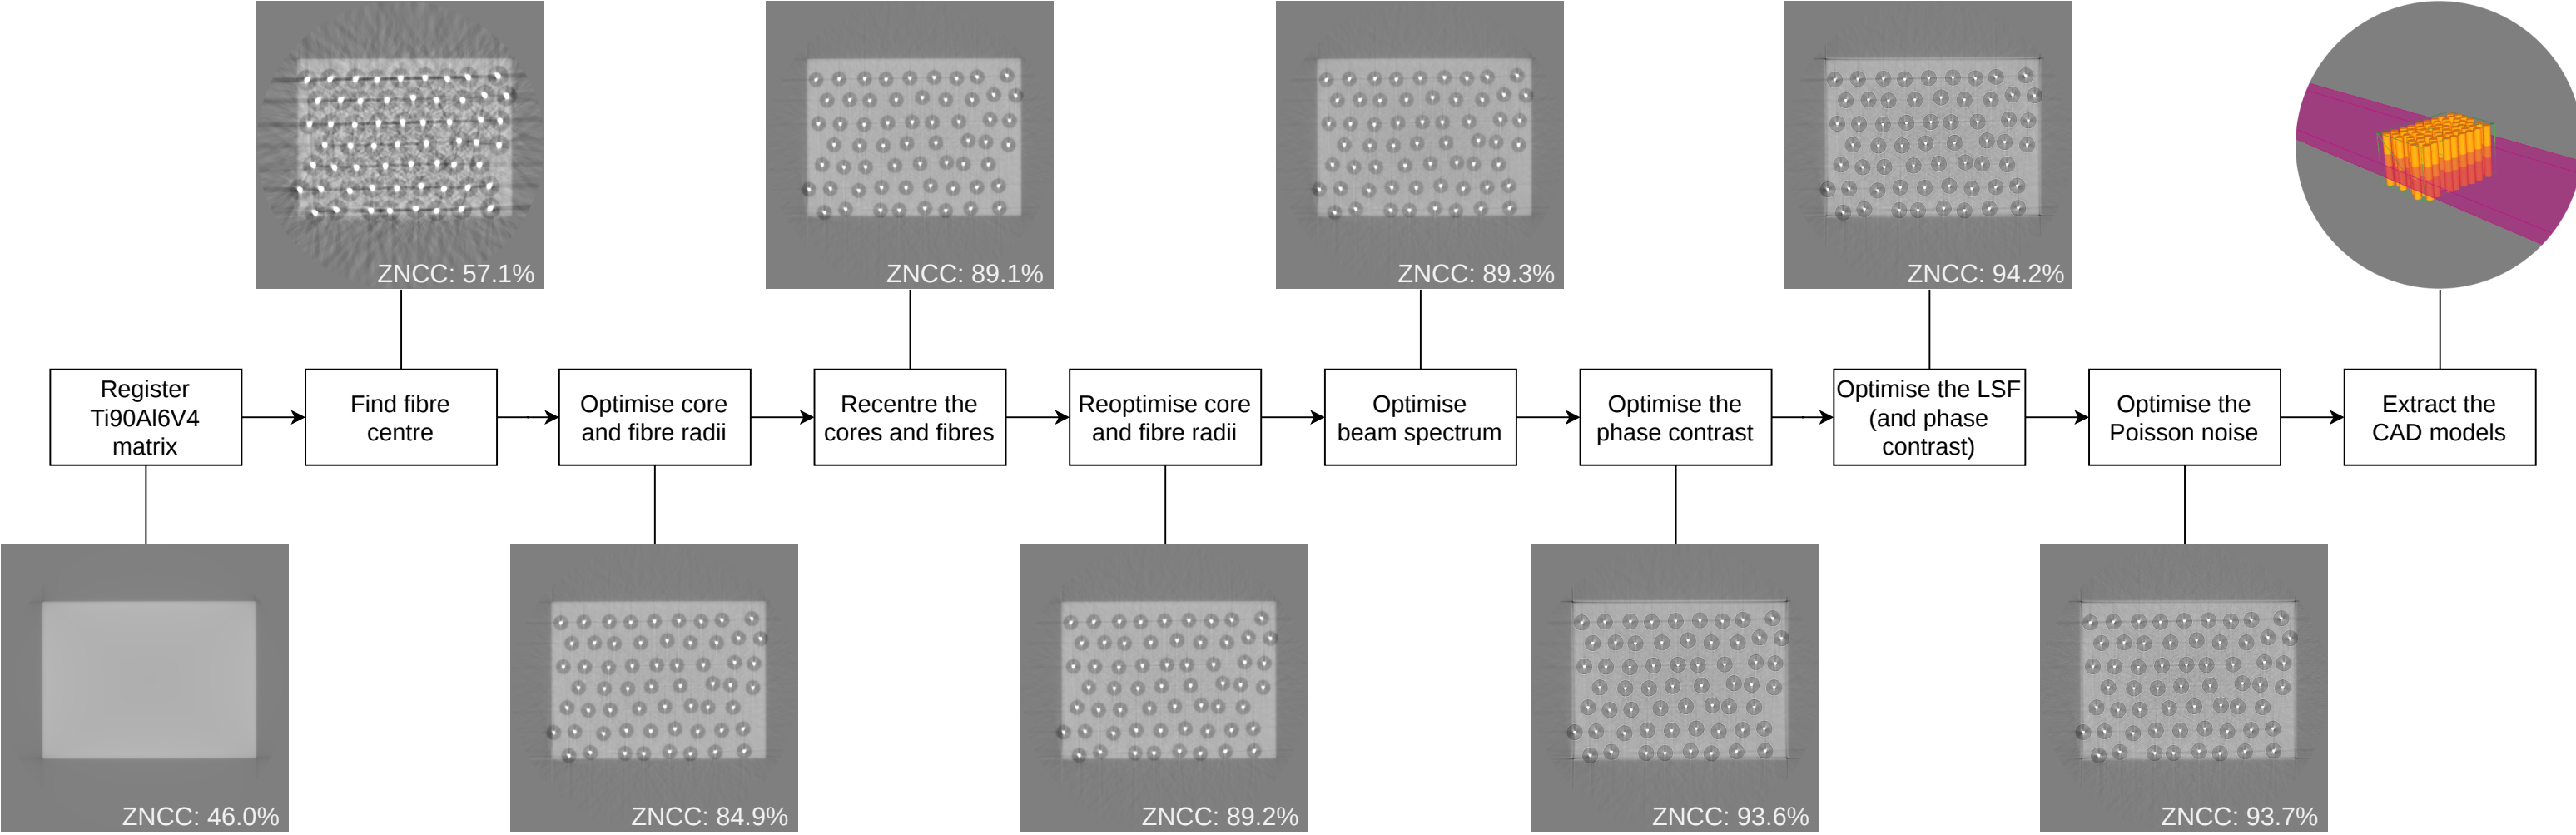 ZNCC: 57.1%
ZNCC: 89.1%
ZNCC: 89.3%
ZNCC: 94.2%
Register
Ti90Al6V4
matrix
Find fibre
centre
Optimise core
and fibre radii
Recentre the
cores and fibres
Reoptimise core
and fibre radii
Optimise
beam spectrum
Optimise the
phase contrast
Optimise the LSF
(and phase
contrast)
Optimise the
Poisson noise
Extract the
CAD models
ZNCC: 46.0%
ZNCC: 84.9%
ZNCC: 89.2%
ZNCC: 93.6%
ZNCC: 93.7%